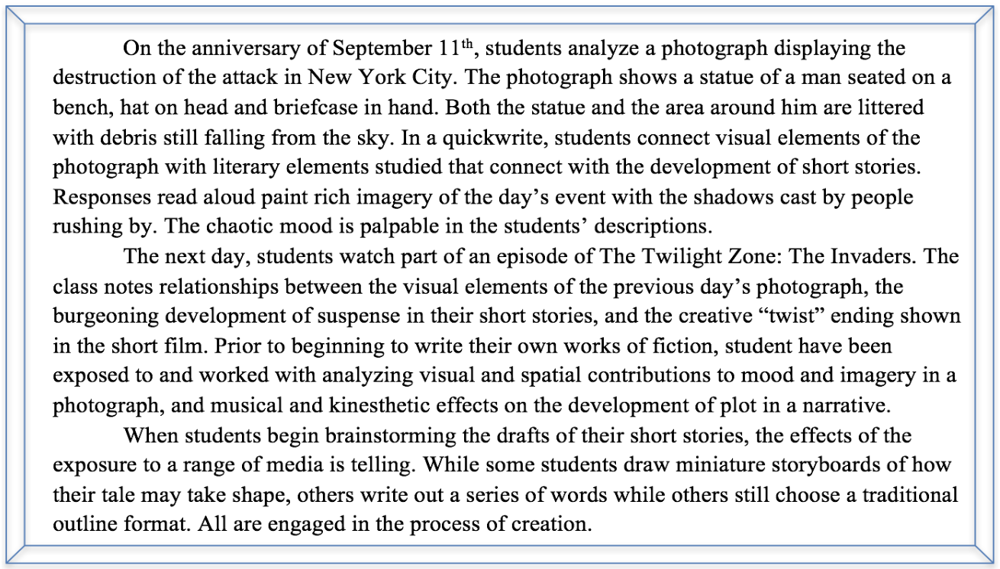 On the anniversary of September 11th, students analyze a photograph displaying the
destruction of the attack in New York City. The photograph shows a statue of a man seated on a
bench, hat on head and briefcase in hand. Both the statue and the area around him are littered
with debris still falling from the sky. In a quickwrite, students connect visual elements of the
photograph with literary elements studied that connect with the development of short stories.
Responses read aloud paint rich imagery of the day’s event with the shadows cast by people
rushing by. The chaotic mood is palpable in the students’ descriptions.
The next day, students watch part of an episode of The Twilight Zone: The Invaders. The
class notes relationships between the visual elements of the previous day’s photograph, the
burgeoning development of suspense in their short stories, and the creative “twist” ending shown
in the short film. Prior to beginning to write their own works of fiction, student have been
exposed to and worked with analyzing visual and spatial contributions to mood and imagery in a
photograph, and musical and kinesthetic effects on the development of plot in a narrative.
When students begin brainstorming the drafts of their short stories, the effects of the
exposure to a range of media is telling. While some students draw miniature storyboards of how
their tale may take shape, others write out a series of words while others still choose a traditional
outline format. All are engaged in the process of creation.